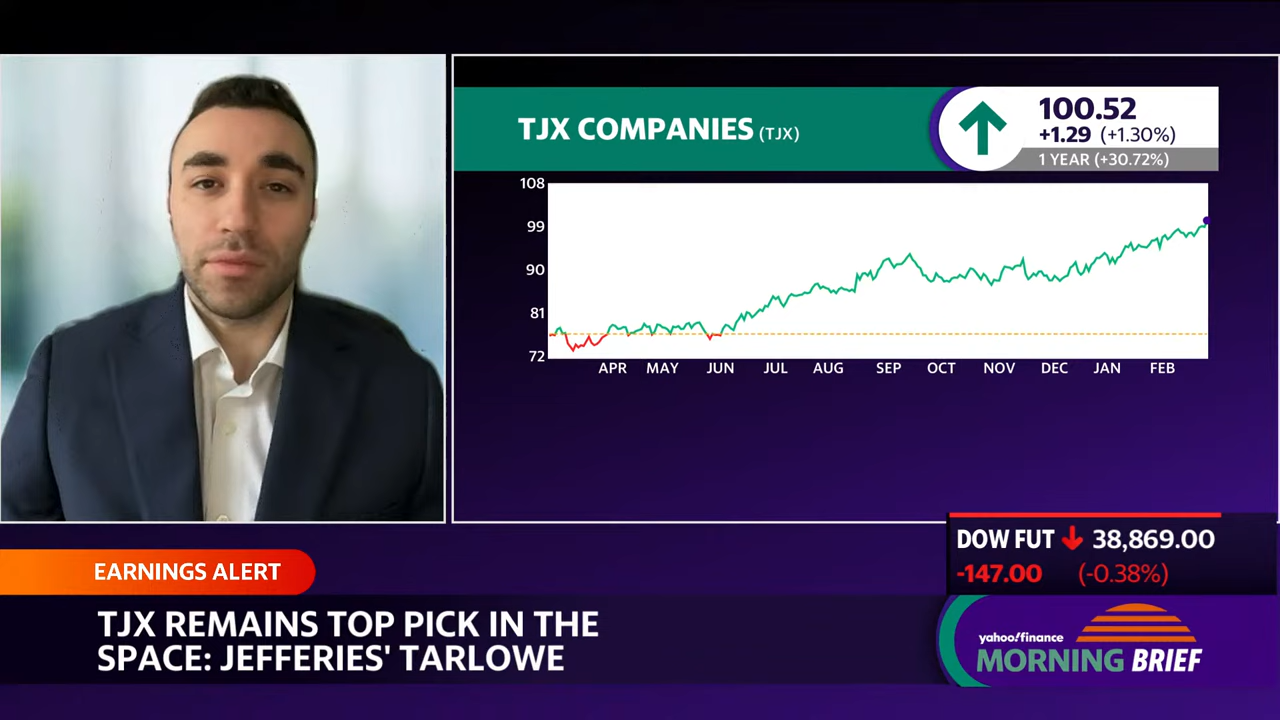 TJX COMPANIES (TJX)
100.52
+1.29 (+1.30%)
1 YEAR (+30.72%)
108
99
90
81
72
APR MAY JUN JUL AUG SEP OCT NOV DEC JAN FEB
DOW FUT 38,869.00
-147.00 (-0.38%)
EARNINGS ALERT
TJX REMAINS TOP PICK IN THE
SPACE: JEFFERIES' TARLOWE
yahoo!finance
MORNING BRIEF